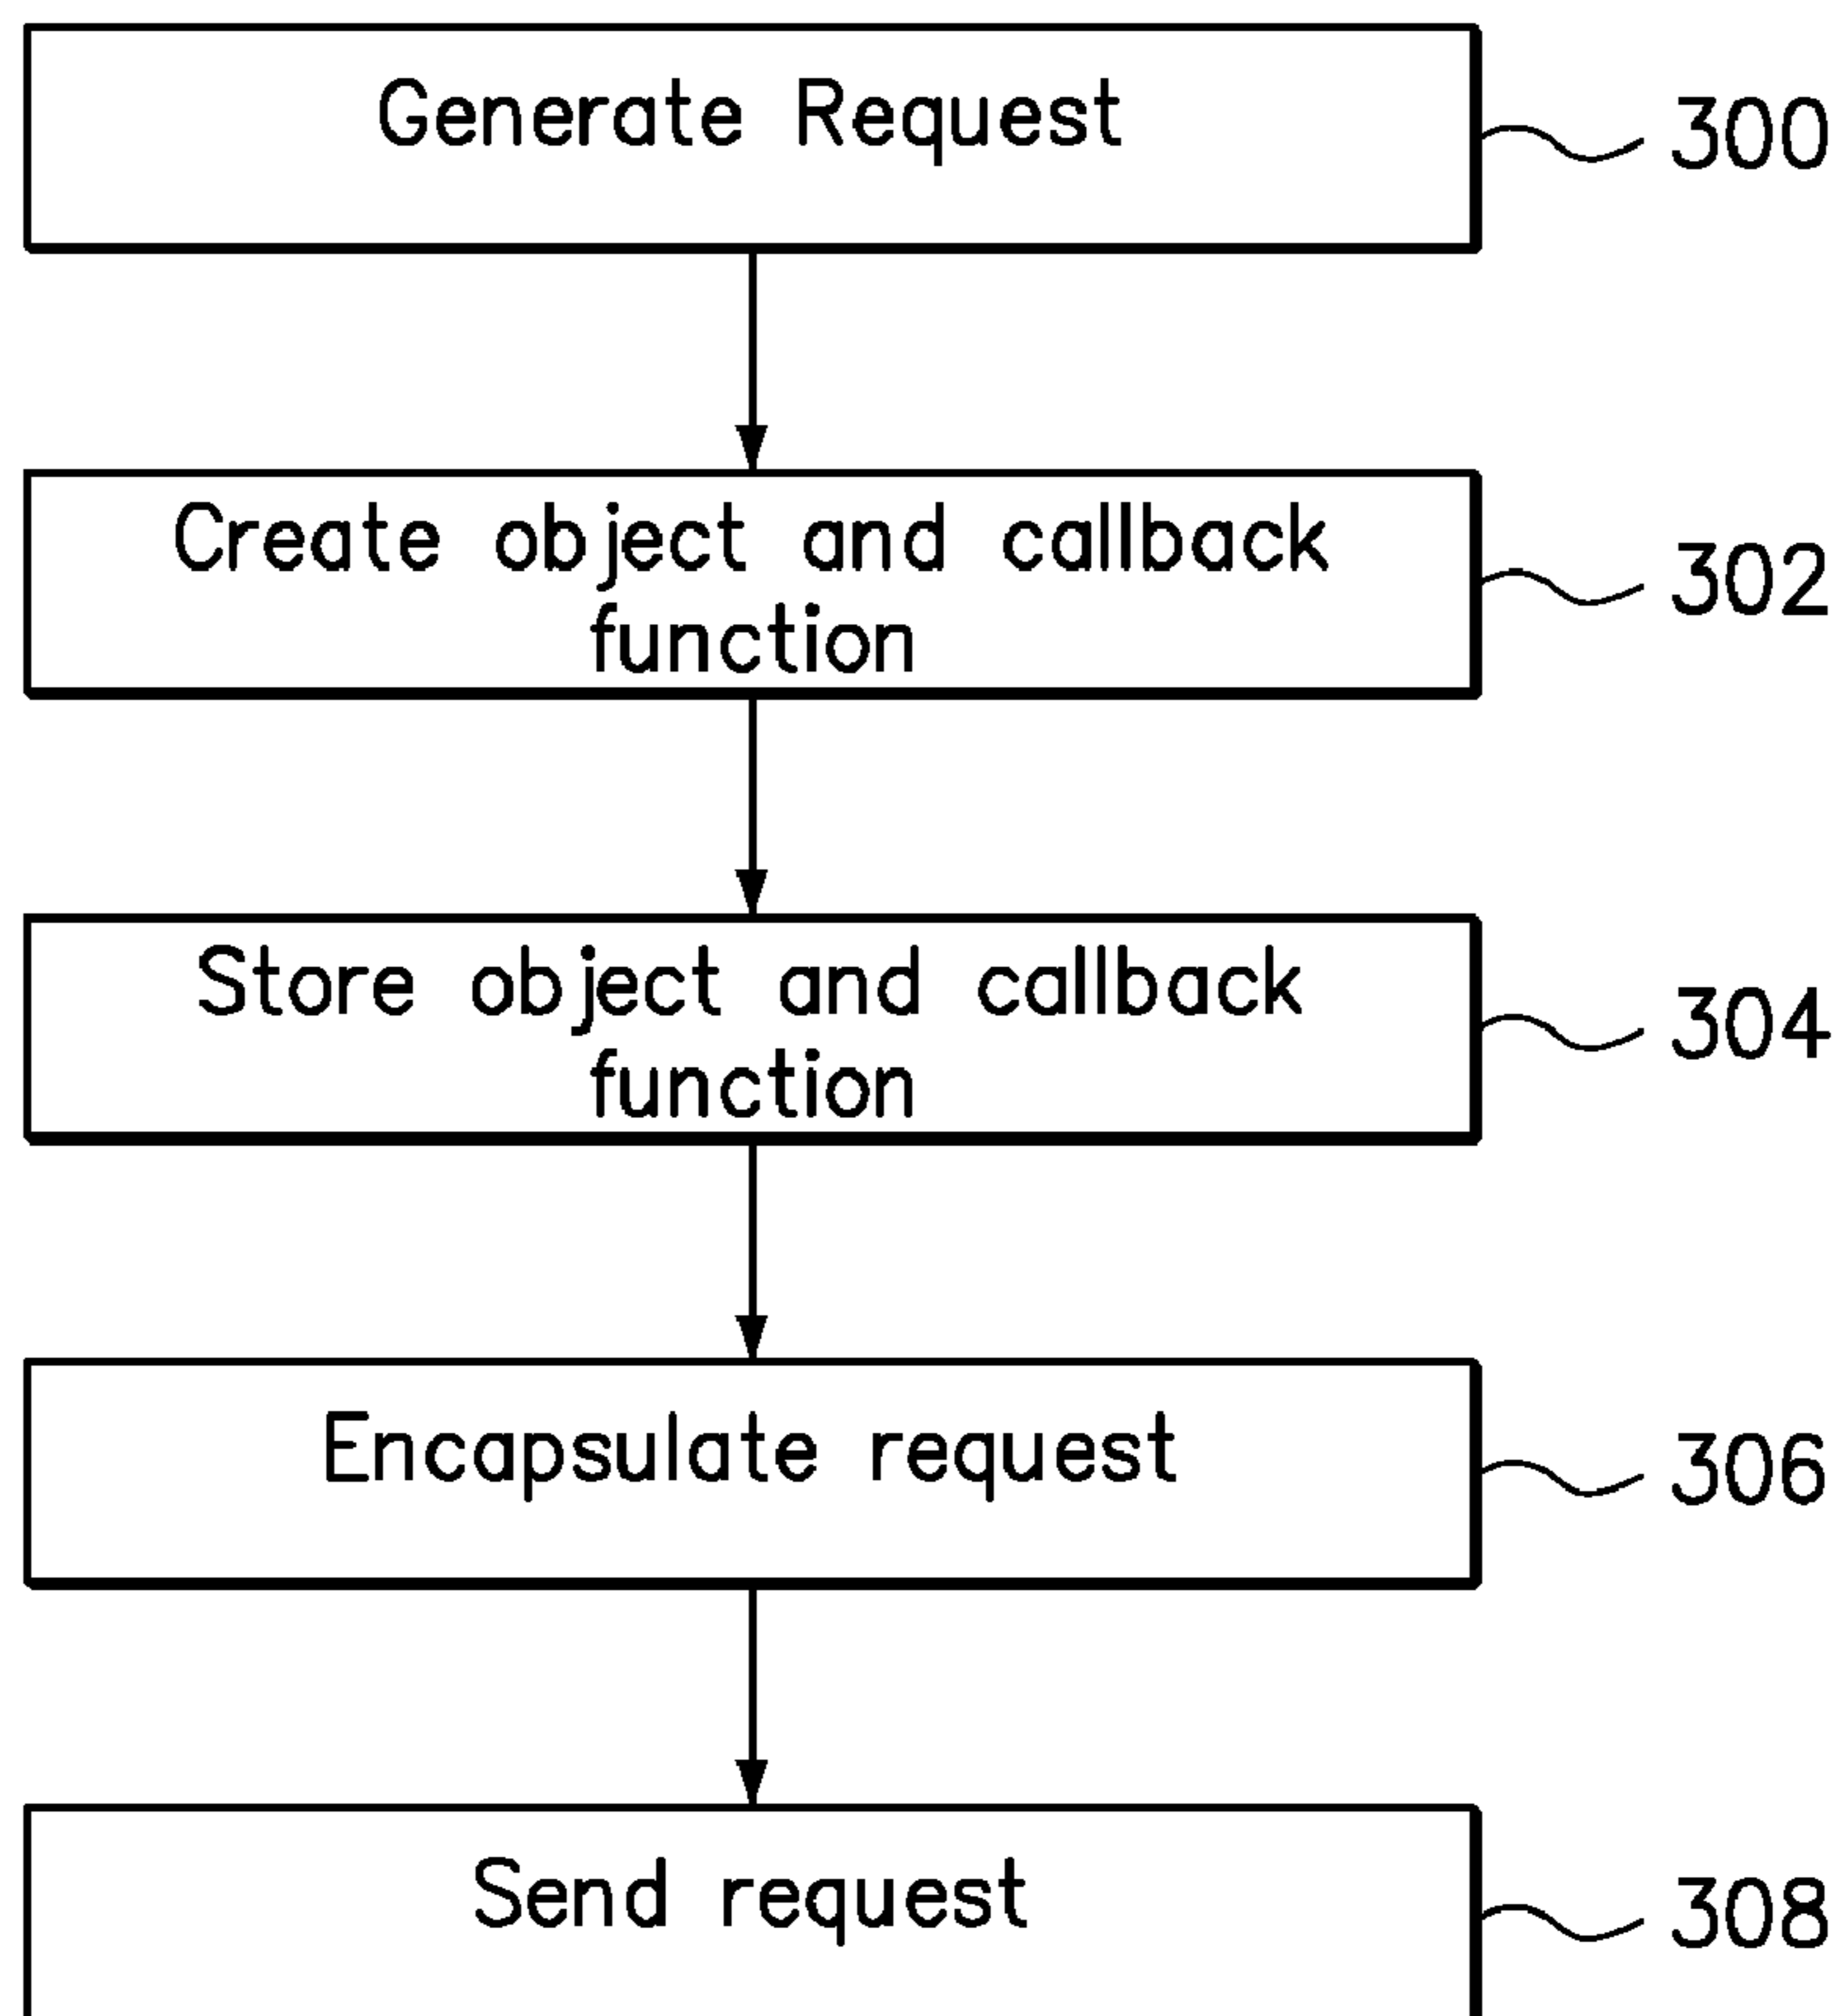 Generate Request
300
Create object and callback
function
302
Store object and callback
function
304
Encapsulate request
306
Send request
308